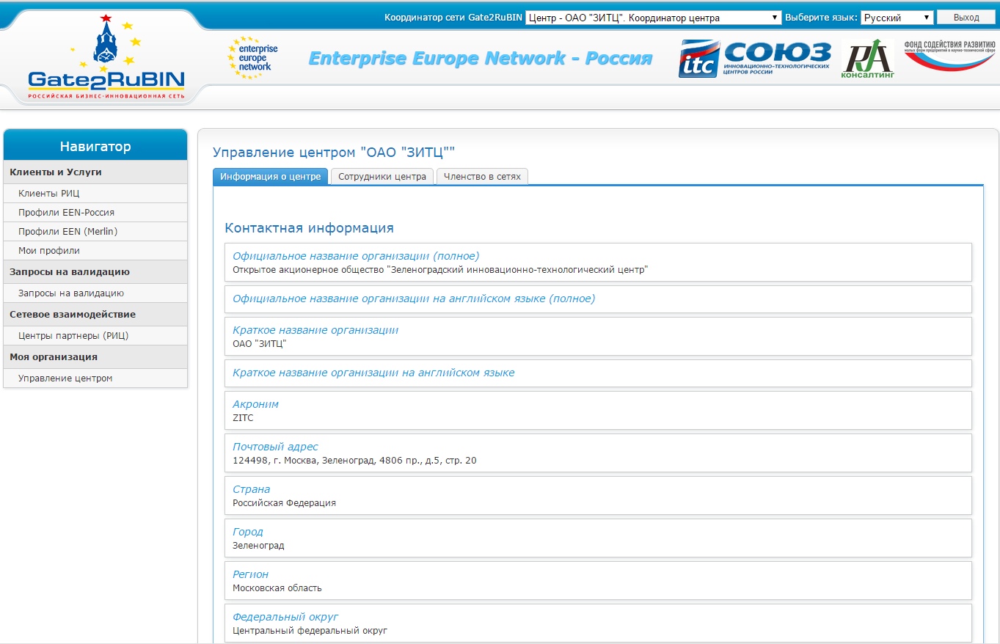 Координатор сети Gate2RuBIN Центр - ОАО "ЗИТЦ". Координатор центра Выберите язык: Русский Выход
Gate2RuBIN
РОССИЙСКАЯ БИЗНЕС-ИННОВАЦИОННАЯ СЕТЬ
enterprise
europe
network
Enterprise Europe Network - Россия
itc
СОЮЗ
ИННОВАЦИОННО-ТЕХНОЛОГИЧЕСКИХ
ЦЕНТРОВ РОССИИ
RA
КОНСАЛТИНГ
ФОНД СОДЕЙСТВИЯ РАЗВИТИЮ
малых форм предприятий в научно-технической сфере
Навигатор
Клиенты и Услуги
Клиенты РИЦ
Профили EEN-Россия
Профили EEN (Merlin)
Мои профили
Запросы на валидацию
Запросы на валидацию
Сетевое взаимодействие
Центры партнеры (РИЦ)
Моя организация
Управление центром
Управление центром "ОАО "ЗИТЦ""
Информация о центре Сотрудники центра Членство в сетях
Контактная информация
Официальное название организации (полное)
Открытое акционерное общество "Зеленоградский инновационно-технологический центр"
Официальное название организации на английском языке (полное)
Краткое название организации
ОАО "ЗИТЦ"
Краткое название организации на английском языке
Акроним
ZITC
Почтовый адрес
124498, г. Москва, Зеленоград, 4806 пр., д.5, стр. 20
Страна
Российская Федерация
Город
Зеленоград
Регион
Московская область
Федеральный округ
Центральный федеральный округ